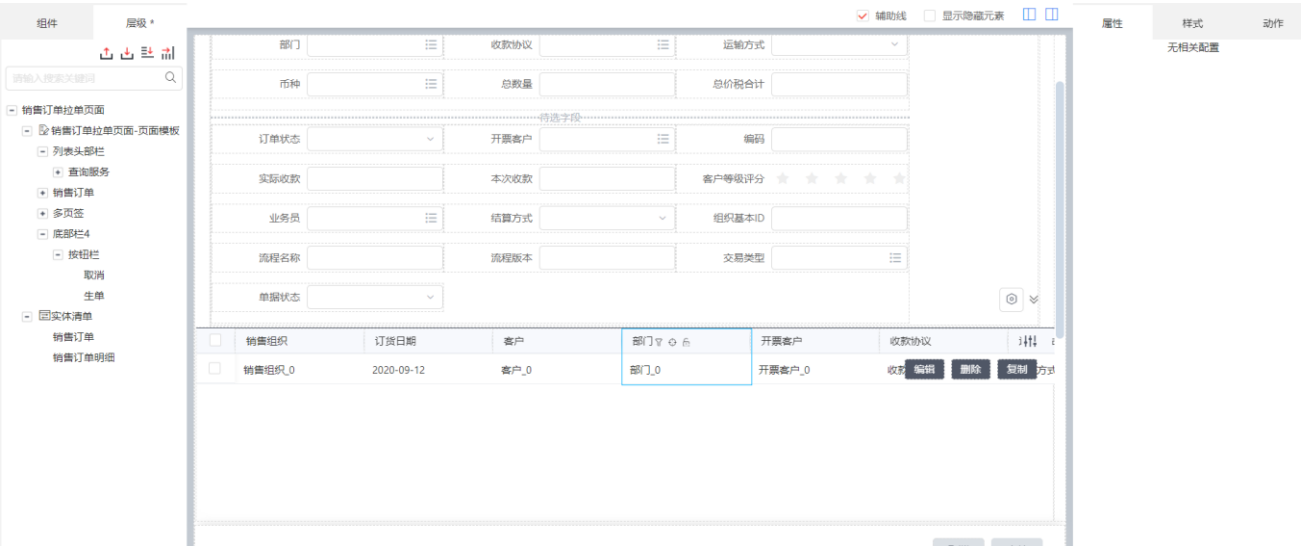 组件 层级 *
请输入搜索关键词
销售订单拉单页面
销售订单拉单页面-页面模板
列表头部栏
查询服务
销售订单
多页签
底部栏4
按钮栏
取消
生单
实体清单
销售订单
销售订单明细
辅助线 显示隐藏元素
部门 收款协议 运输方式
币种 总数量 总价税合计
待选字段
订单状态 开票客户 编码
实际收款 本次收款 客户等级评分
业务员 结算方式 组织基本ID
流程名称 流程版本 交易类型
单据状态
销售组织 订货日期 客户 部门 开票客户 收款协议
销售组织_0 2020-09-12 客户_0 部门_0 开票客户_0 收款 编辑 删除 复制 方式
属性 样式 动作
无相关配置